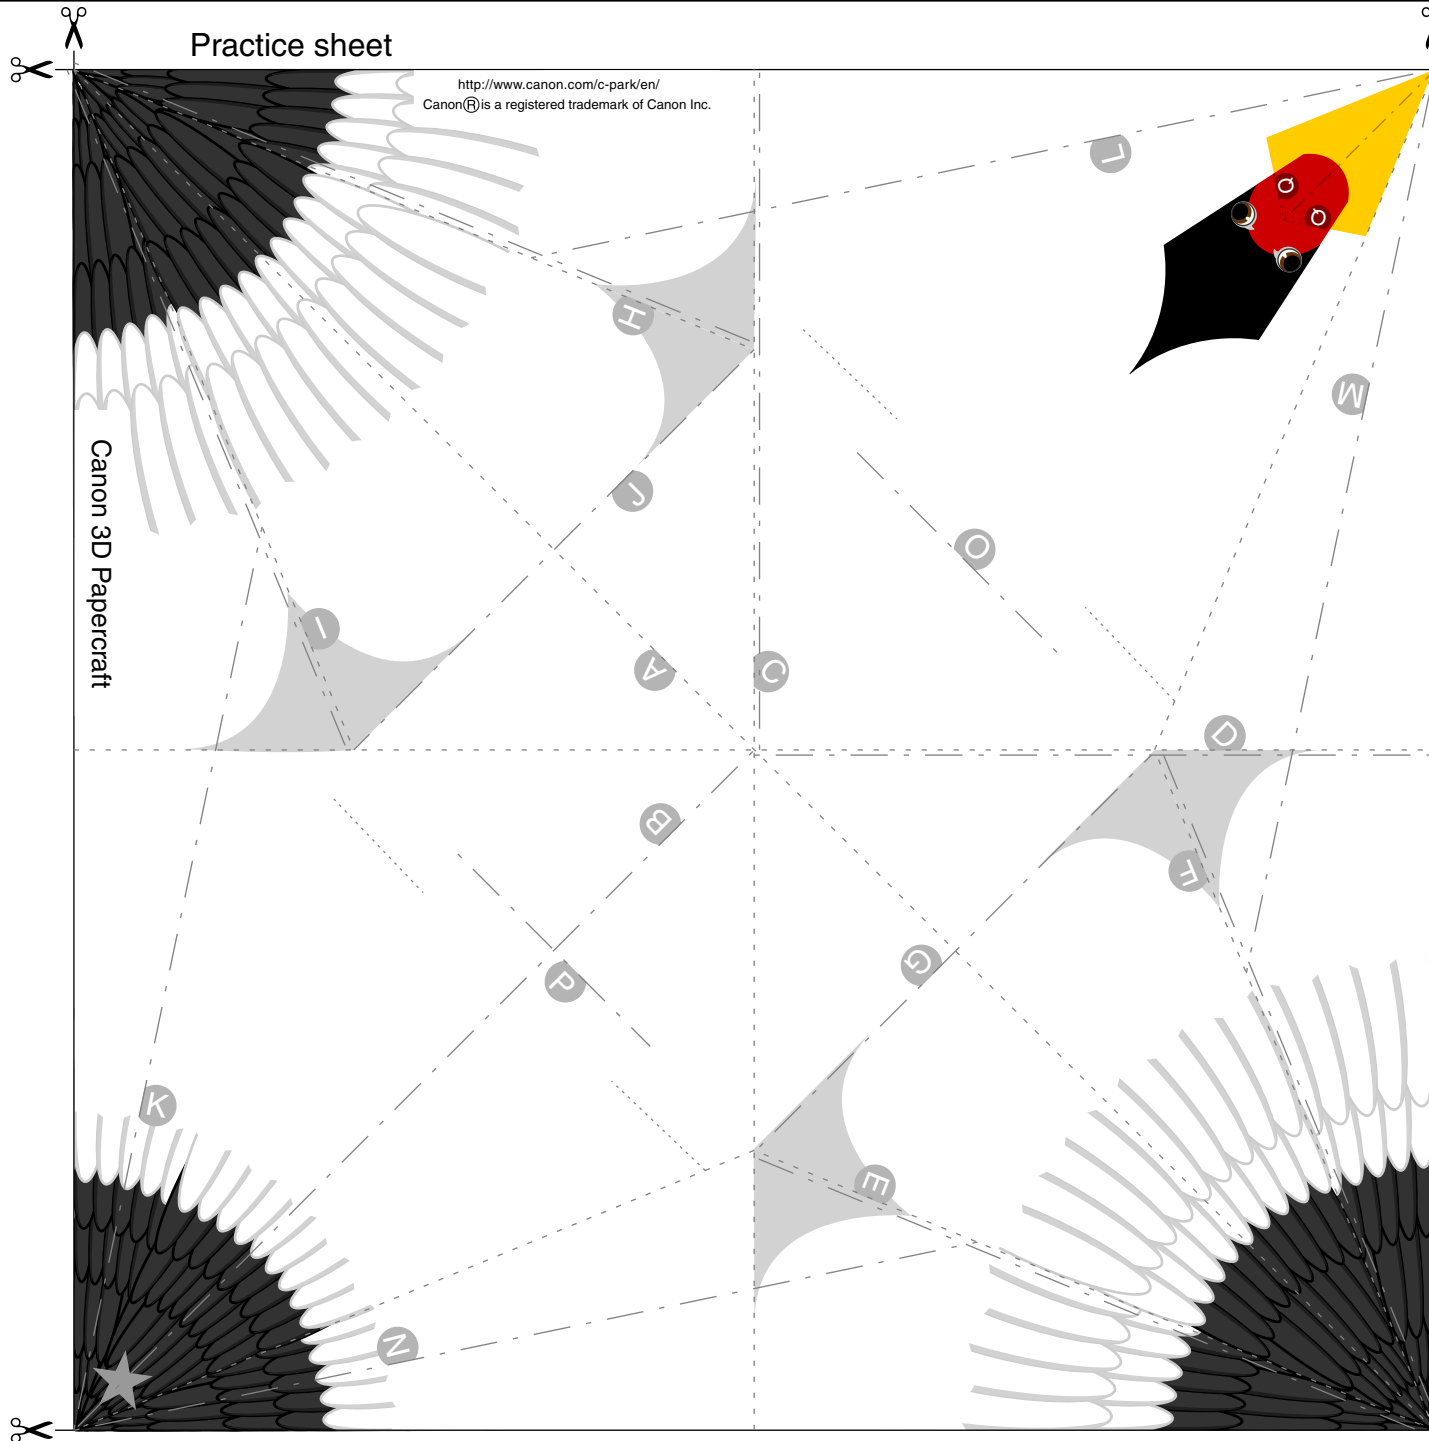 Practice sheet
http://www.canon.com/c-park/en/
Canon®is a registered trademark of Canon Inc.
L
M
H
J
Canon 3D Papercraft
O
I
A
C
D
B
F
G
P
K
E
N